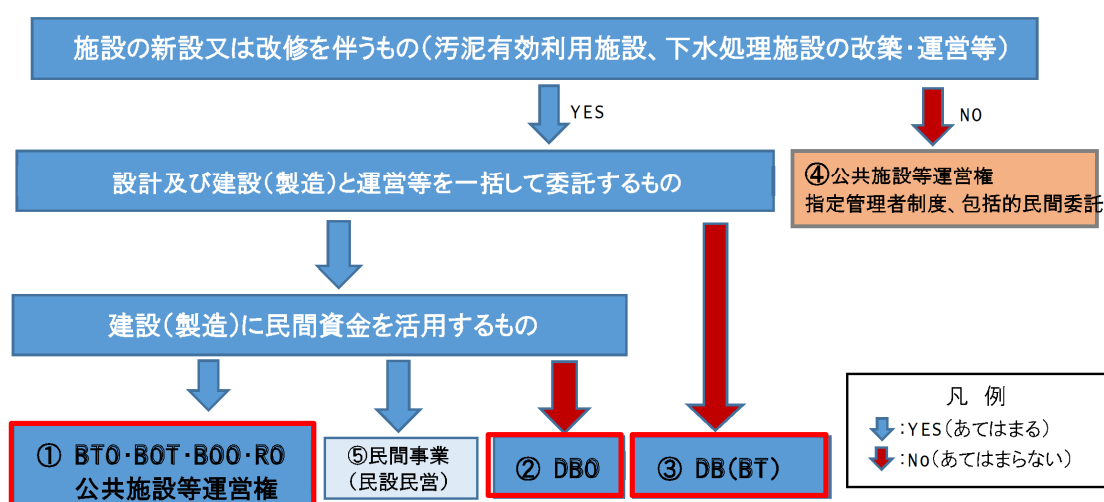 施設の新設又は改修を伴うもの(汚泥有効利用施設、下水処理施設の改築・運営等)
YES
NO
設計及び建設(製造)と運営等を一括して委託するもの
④公共施設等運営権
指定管理者制度、包括的民間委託
建設(製造)に民間資金を活用するもの
① BTO・BOT・BOO・RO
公共施設等運営権
⑤民間事業
(民設民営)
② DBO
③ DB(BT)
凡 例
:YES(あてはまる)
:No(あてはまらない)